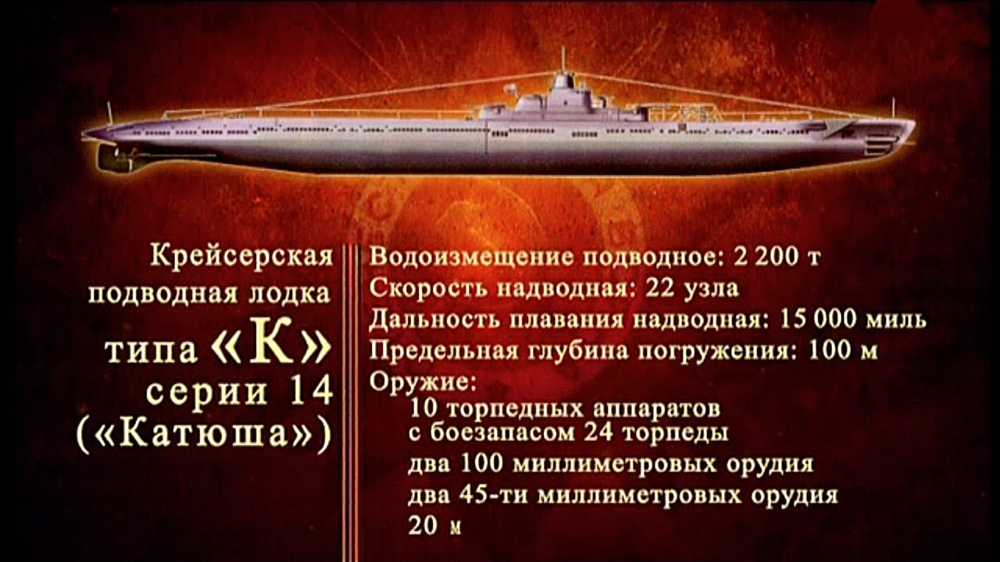 Крейсерская
подводная лодка
типа «К»
серии 14
(«Катюша»)
Водоизмещение подводное: 2 200 т
Скорость надводная: 22 узла
Дальность плавания надводная: 15 000 миль
Предельная глубина погружения: 100 м
Оружие:
10 торпедных аппаратов
с боезапасом 24 торпеды
два 100 миллиметровых орудия
два 45-ти миллиметровых орудия
20 м